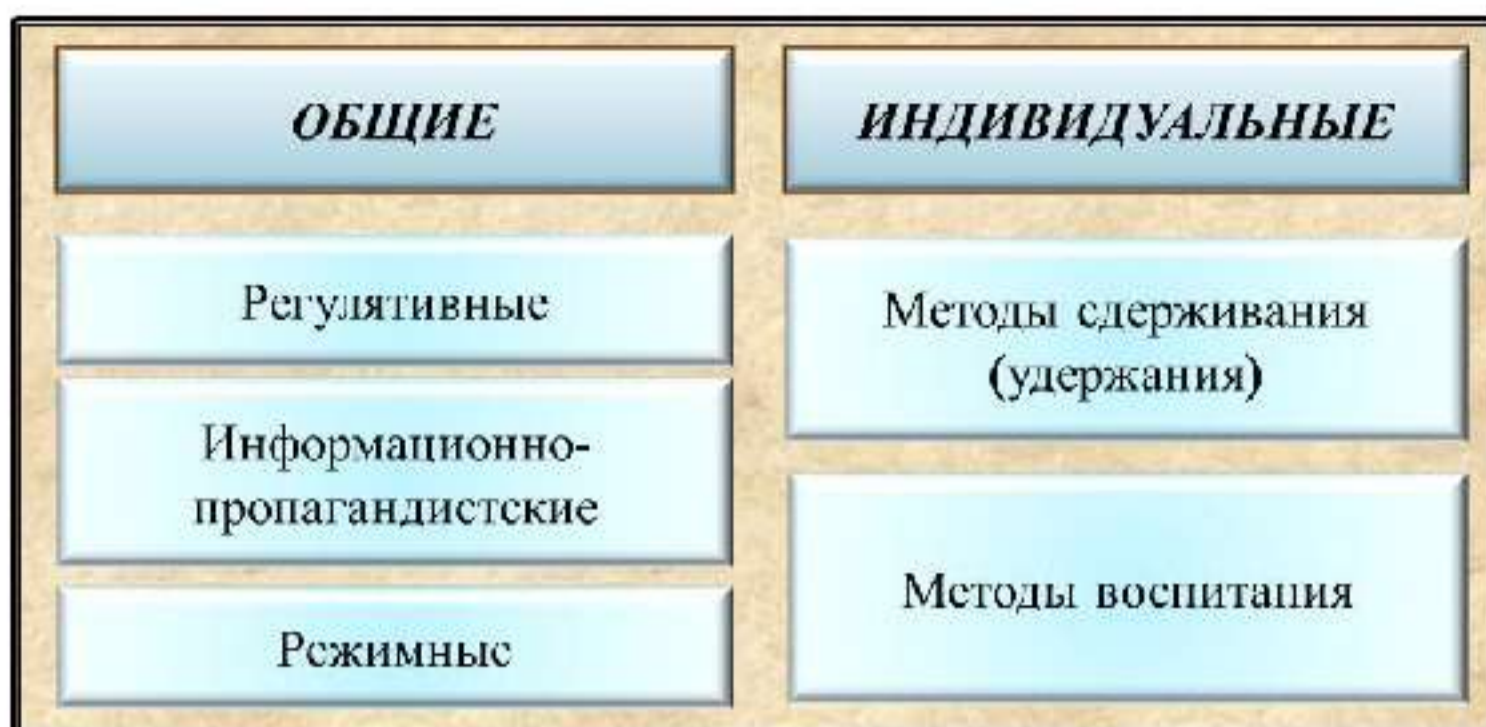 ОБЩИЕ
Регулятивные
Информационно-
пропагандистские
Режимные
ИНДИВИДУАЛЬНЫЕ
Методы сдерживания
(удержания)
Методы воспитания